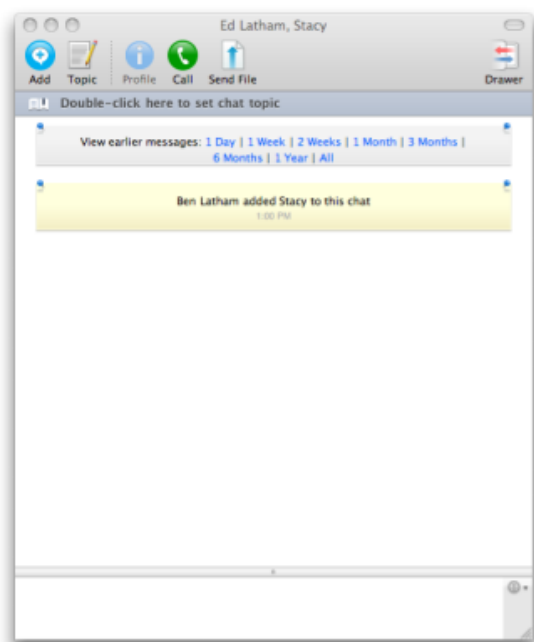 Ed Latham, Stacy
Add Topic Profile Call Send File Drawer
Double-click here to set chat topic
View earlier messages: 1 Day | 1 Week | 2 Weeks | 1 Month | 3 Months |
6 Months | 1 Year | All
Ben Latham added Stacy to this chat
1:00 PM